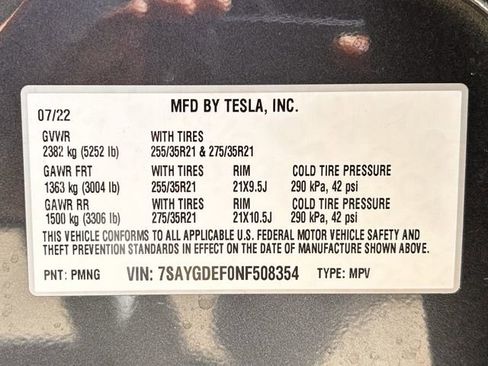 MFD BY TESLA, INC.
07/22
GVWR WITH TIRES
2382 kg (5252 lb) 255/35R21 & 275/35R21
GAWR FRT WITH TIRES RIM COLD TIRE PRESSURE
1363 kg (3004 lb) 255/35R21 21X9.5J 290 kPa, 42 psi
GAWR RR WITH TIRES RIM COLD TIRE PRESSURE
1500 kg (3306 lb) 275/35R21 21X10.5J 290 kPa, 42 psi
THIS VEHICLE CONFORMS TO ALL APPLICABLE U.S. FEDERAL MOTOR VEHICLE SAFETY AND
THEFT PREVENTION STANDARDS IN EFFECT ON THE DATE OF MANUFACTURE SHOWN ABOVE.
PNT: PMNG VIN: 7SAYGDEF0NF508354 TYPE: MPV